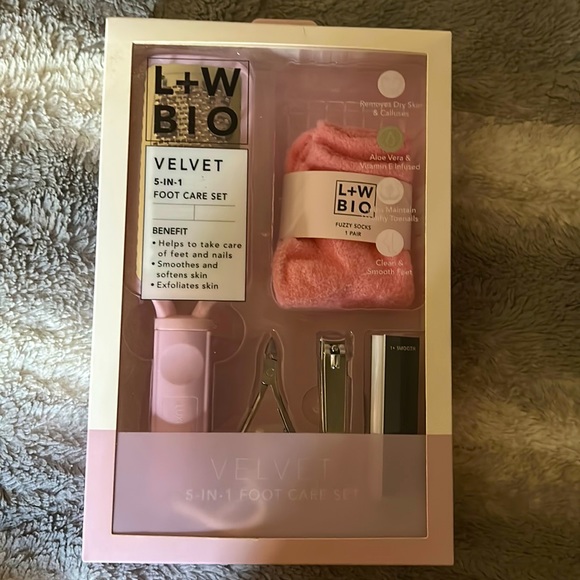 L+W
BIO
VELVET
5-IN-1
FOOT CARE SET
BENEFIT
• Helps to take care
of feet and nails
• Smoothes and
softens skin
• Exfoliates skin
Removes Dry Skin
& Calluses
Aloe Vera &
Vitamin E Infused
Maintain
Toenails
Clean &
Smooth Feet
L+W
BIO
FUZZY SOCKS
1 PAIR
VELVET
5-IN-1 FOOT CARE SET